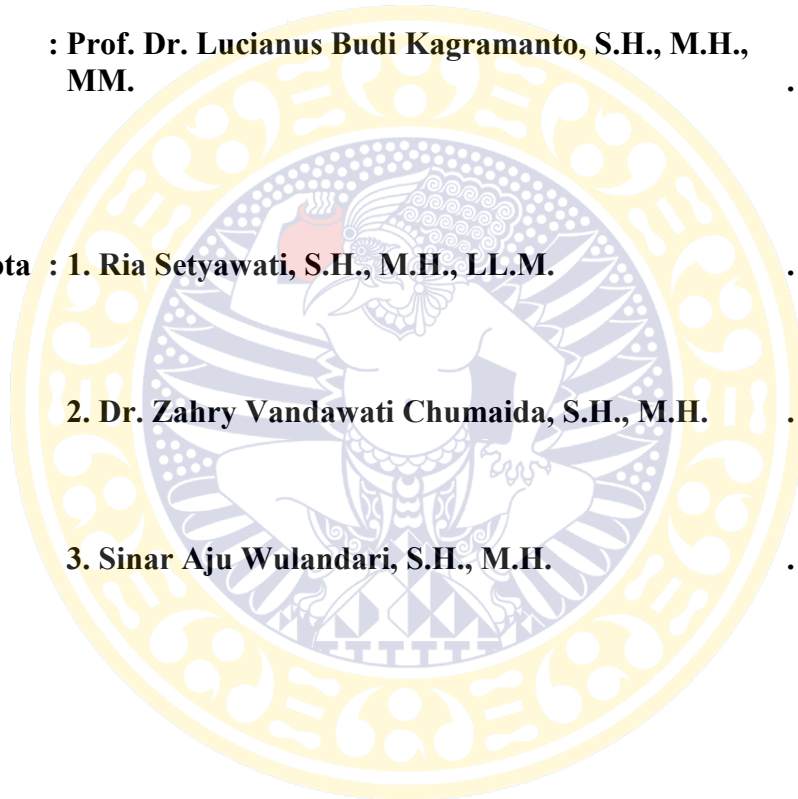 : Prof. Dr. Lucianus Budi Kagramanto, S.H., M.H.,
MM. .
ota : 1. Ria Setyawati, S.H., M.H., LL.M. .
2. Dr. Zahry Vandawati Chumaida, S.H., M.H. .
3. Sinar Aju Wulandari, S.H., M.H. .